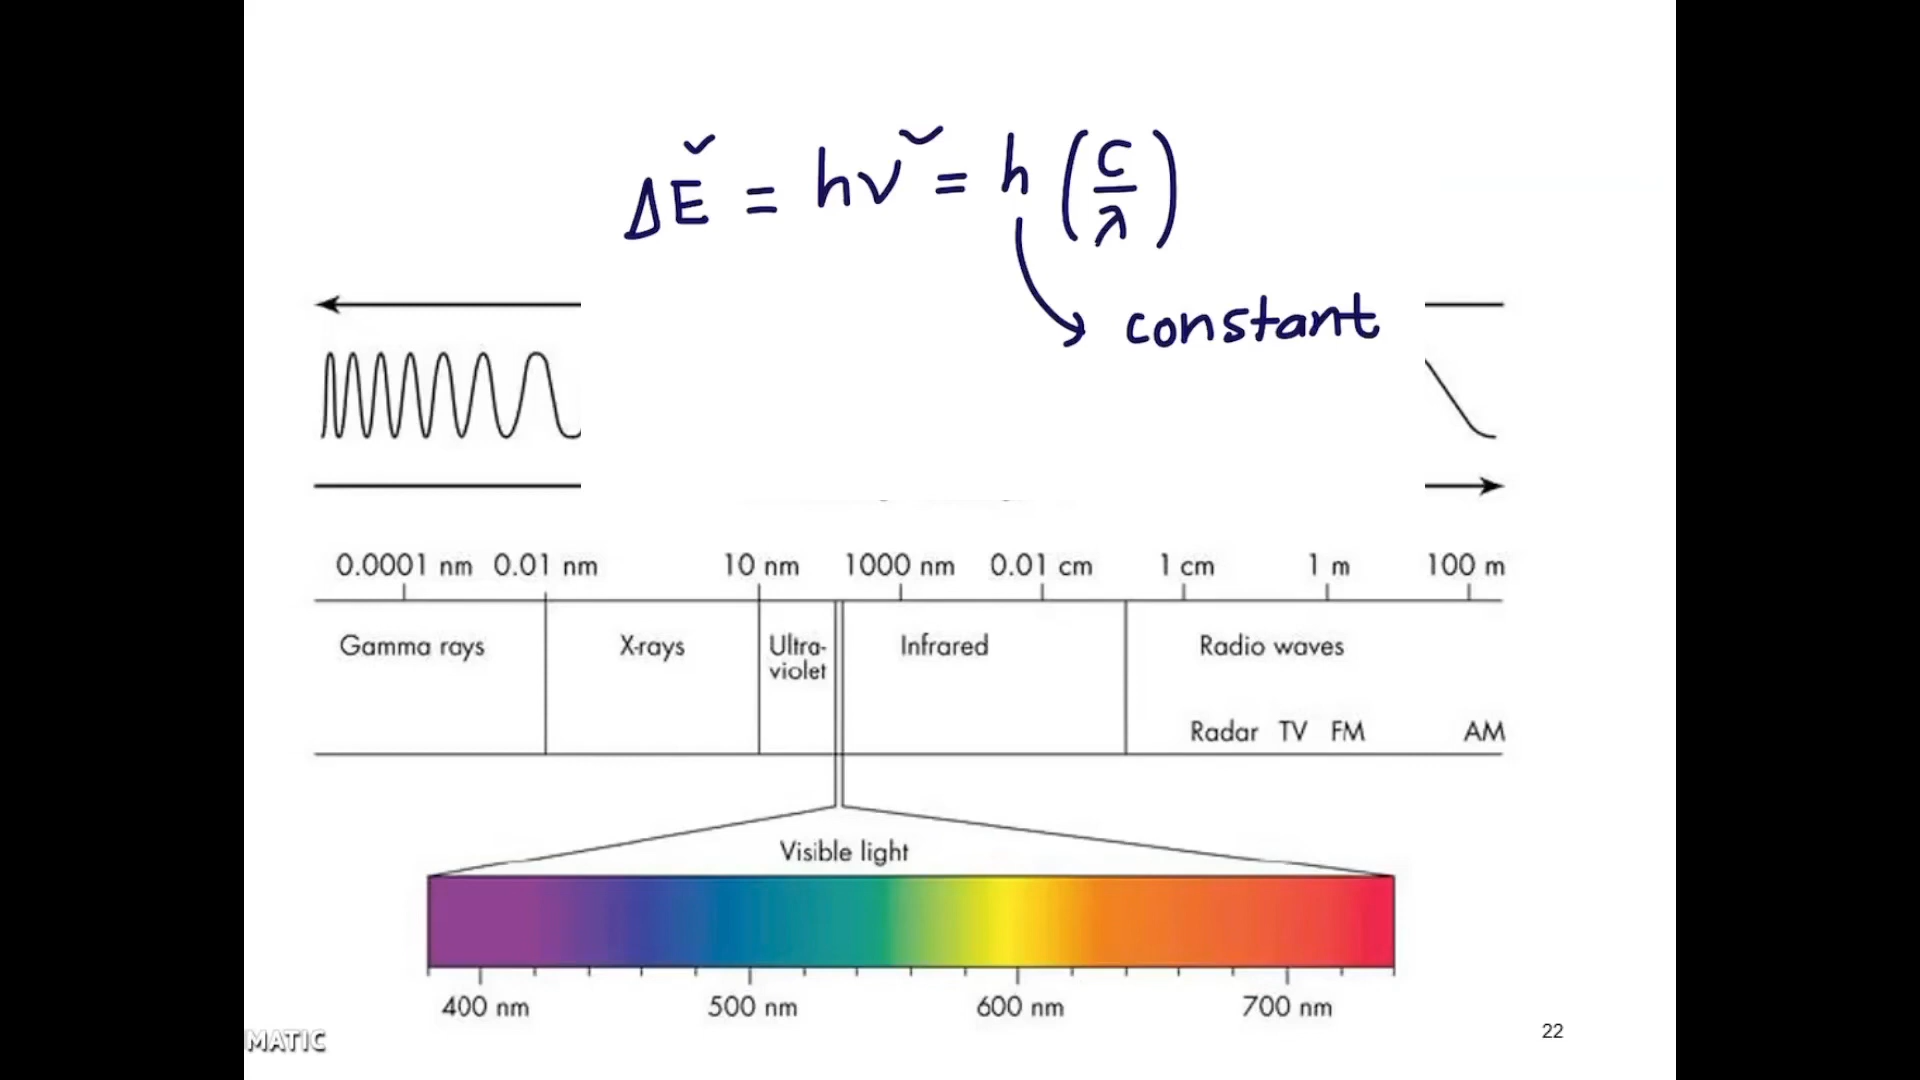 ΔE = hν = h (c/λ)
constant
0.0001 nm 0.01 nm 10 nm 1000 nm 0.01 cm 1 cm 1 m 100 m
Gamma rays X-rays Ultra-violet Infrared Radio waves
Radar TV FM AM
Visible light
400 nm 500 nm 600 nm 700 nm
MATIC
22